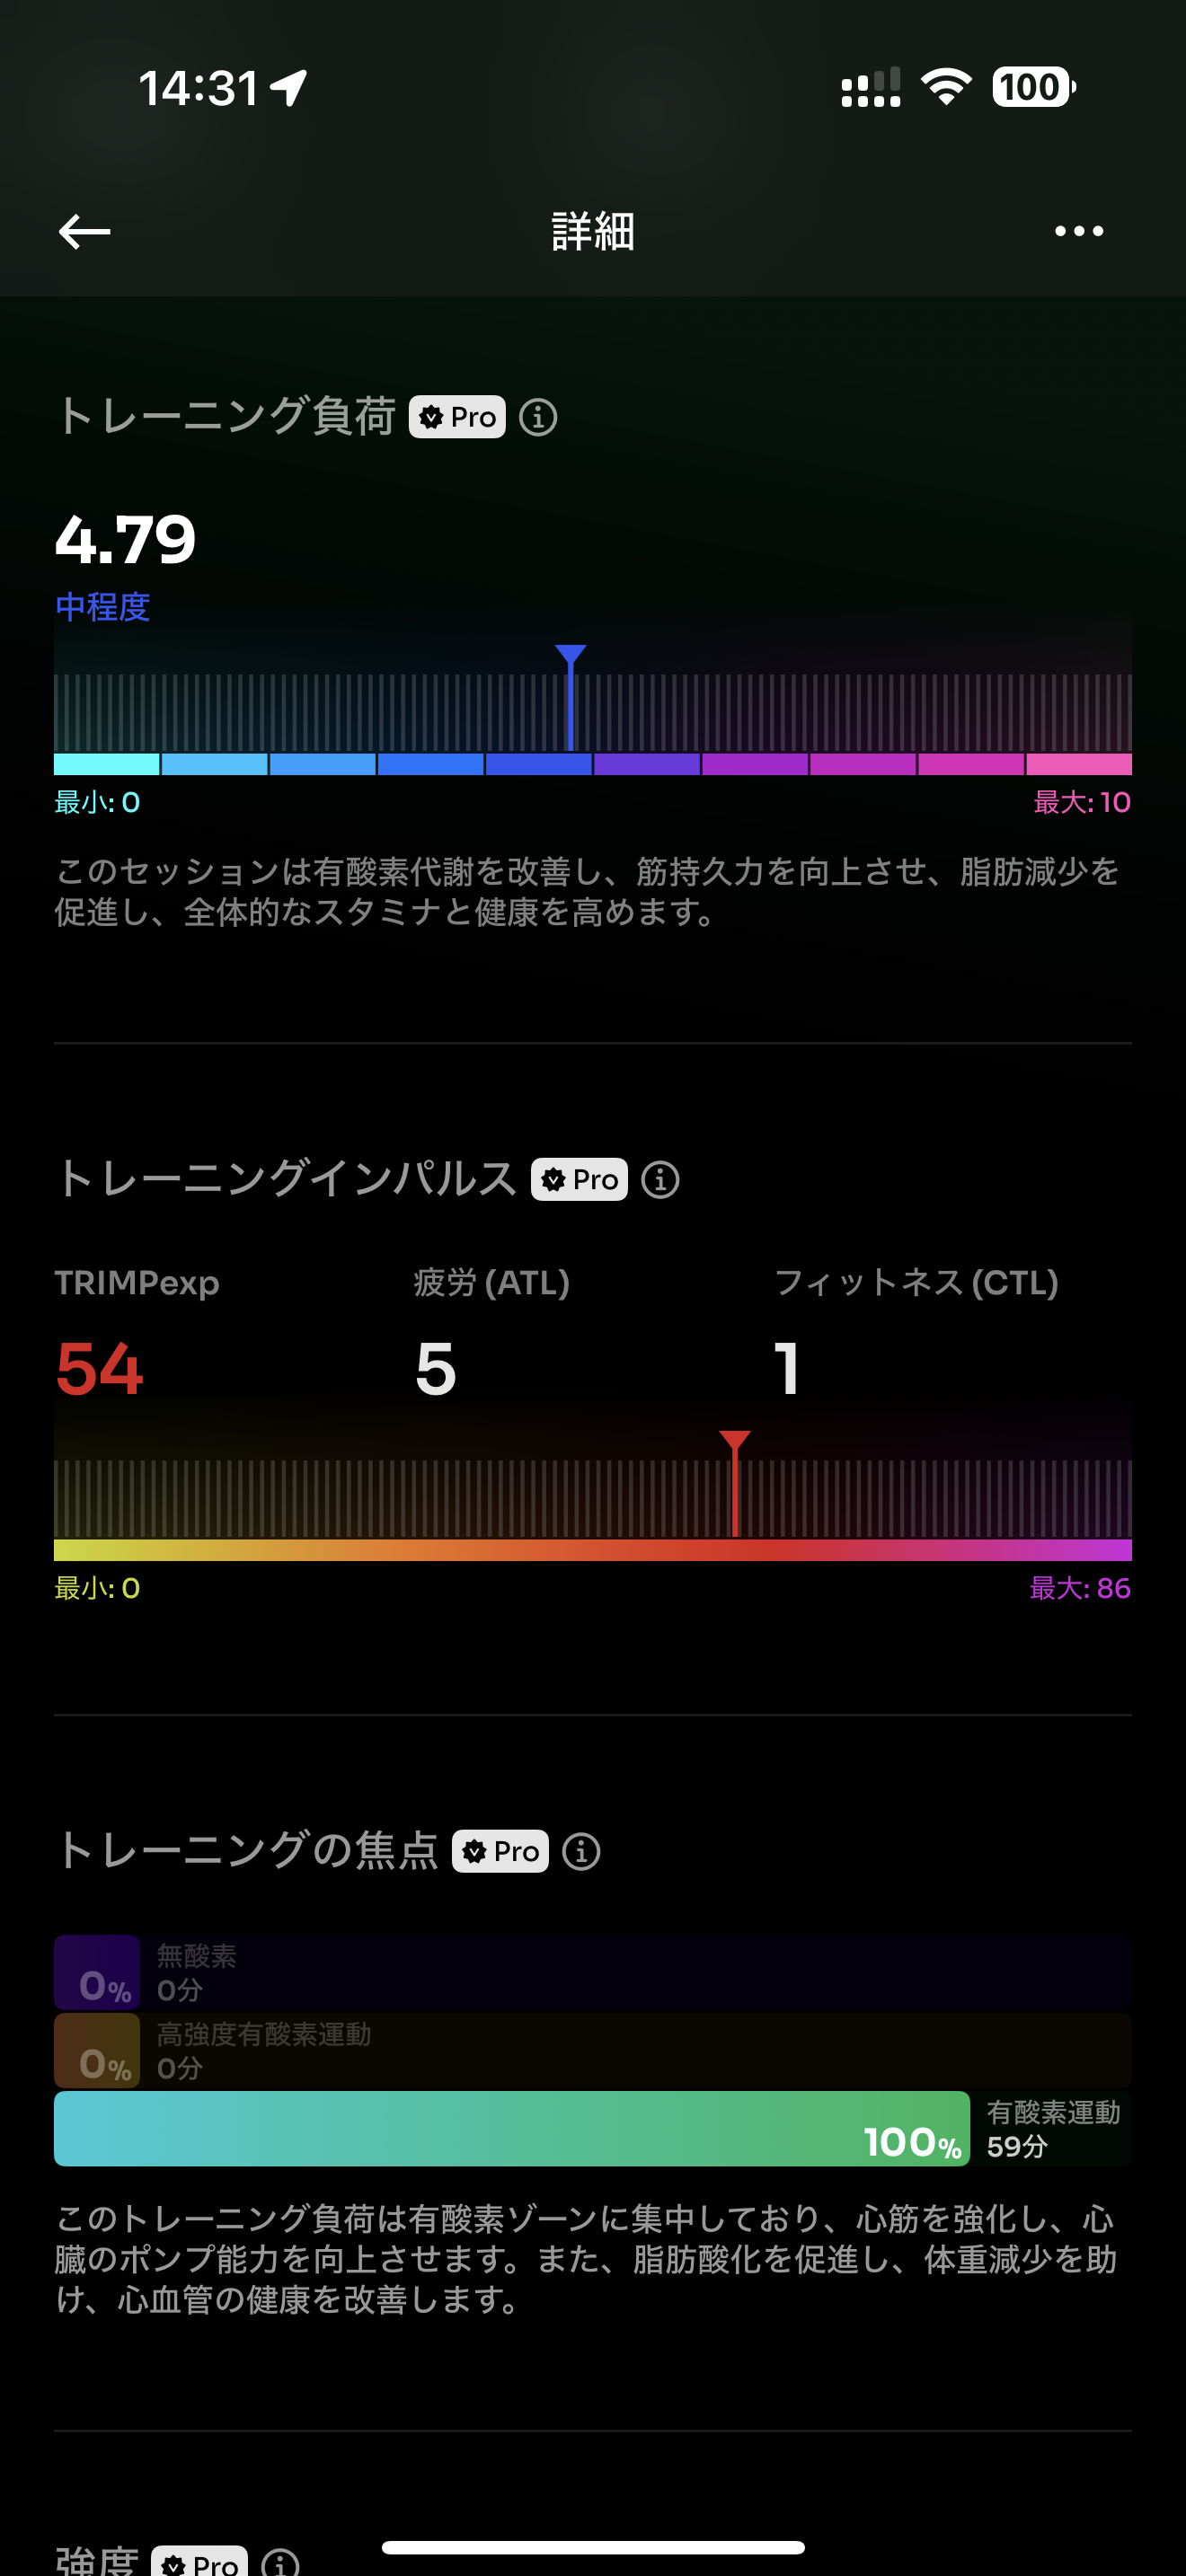 14:31
100
詳細
トレーニング負荷 Pro
4.79
中程度
最小: 0 最大: 10
このセッションは有酸素代謝を改善し、筋持久力を向上させ、脂肪減少を
促進し、全体的なスタミナと健康を高めます。
トレーニングインパルス Pro
TRIMPexp 疲労 (ATL) フィットネス (CTL)
54 5 1
最小: 0 最大: 86
トレーニングの焦点 Pro
無酸素
0% 0分
高強度有酸素運動
0% 0分
有酸素運動
100% 59分
このトレーニング負荷は有酸素ゾーンに集中しており、心筋を強化し、心
臓のポンプ能力を向上させます。また、脂肪酸化を促進し、体重減少を助
け、心血管の健康を改善します。
強度 Pro